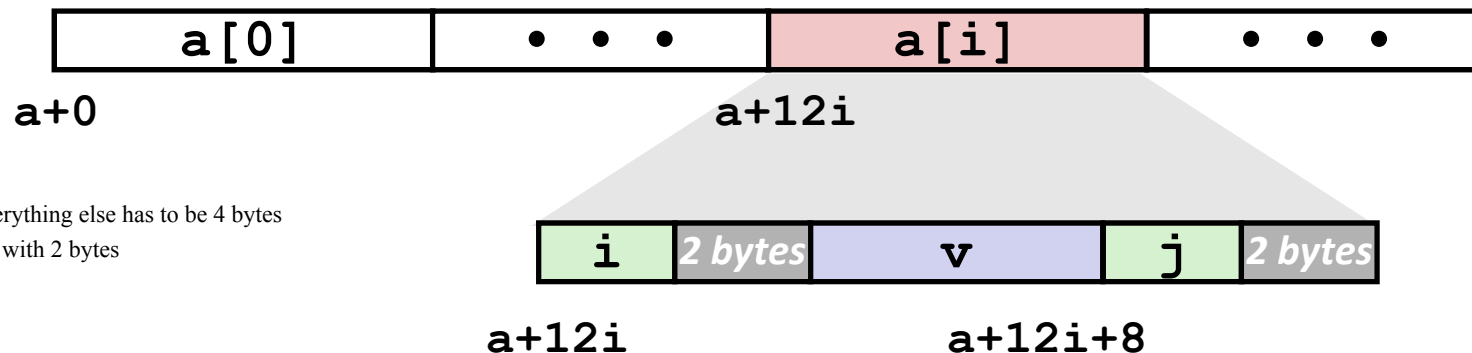 a[0] • • • a[i] • • •
a+0 a+12i
erything else has to be 4 bytes
with 2 bytes
i 2 bytes v j 2 bytes
a+12i a+12i+8